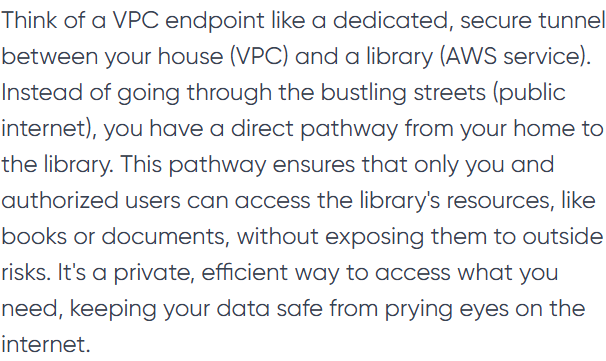 Think of a VPC endpoint like a dedicated, secure tunnel
between your house (VPC) and a library (AWS service).
Instead of going through the bustling streets (public
internet), you have a direct pathway from your home to
the library. This pathway ensures that only you and
authorized users can access the library's resources, like
books or documents, without exposing them to outside
risks. It's a private, efficient way to access what you
need, keeping your data safe from prying eyes on the
internet.